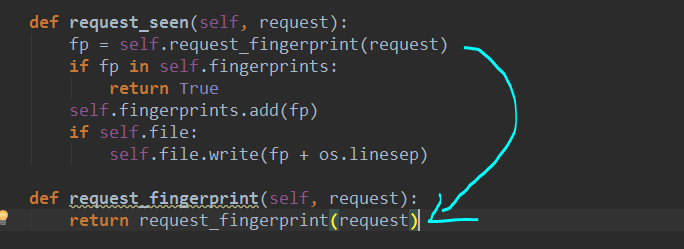 def request_seen(self, request):
    fp = self.request_fingerprint(request)
    if fp in self.fingerprints:
        return True
    self.fingerprints.add(fp)
    if self.file:
        self.file.write(fp + os.linesep)
def request_fingerprint(self, request):
    return request_fingerprint(request)